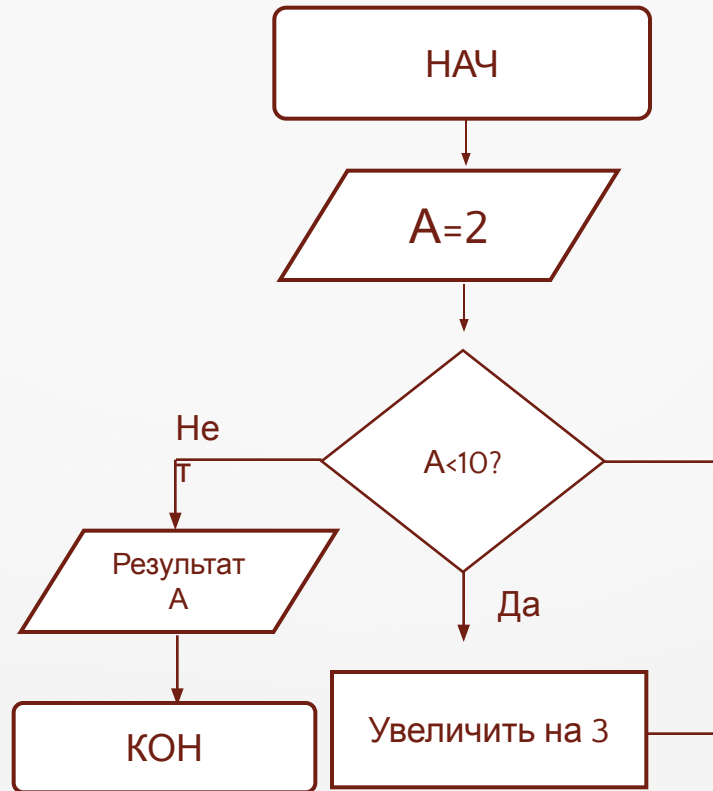 НАЧ
А=2
А<10?
Не
т
Результат
А
Да
Увеличить на 3
КОН